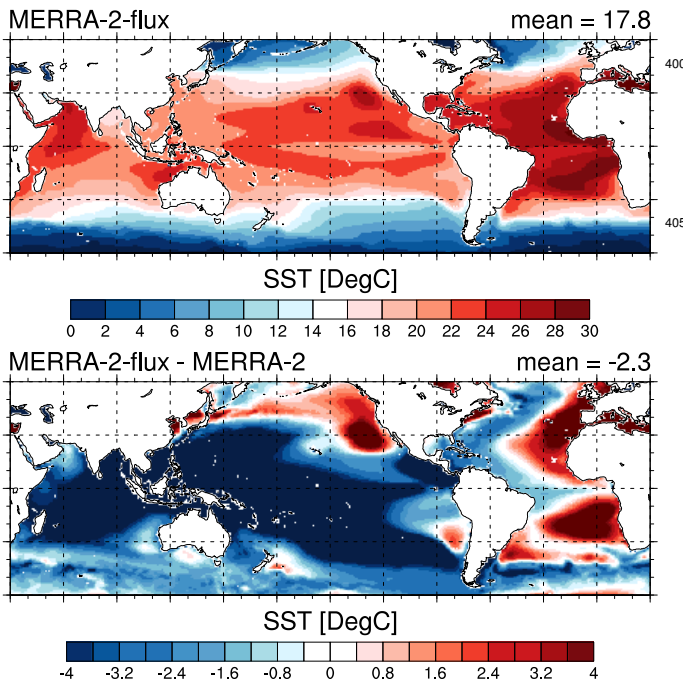 MERRA-2-flux mean = 17.8
400
405
SST [DegC]
0 2 4 6 8 10 12 14 16 18 20 22 24 26 28 30
MERRA-2-flux - MERRA-2 mean = -2.3
SST [DegC]
-4 -3.2 -2.4 -1.6 -0.8 0 0.8 1.6 2.4 3.2 4